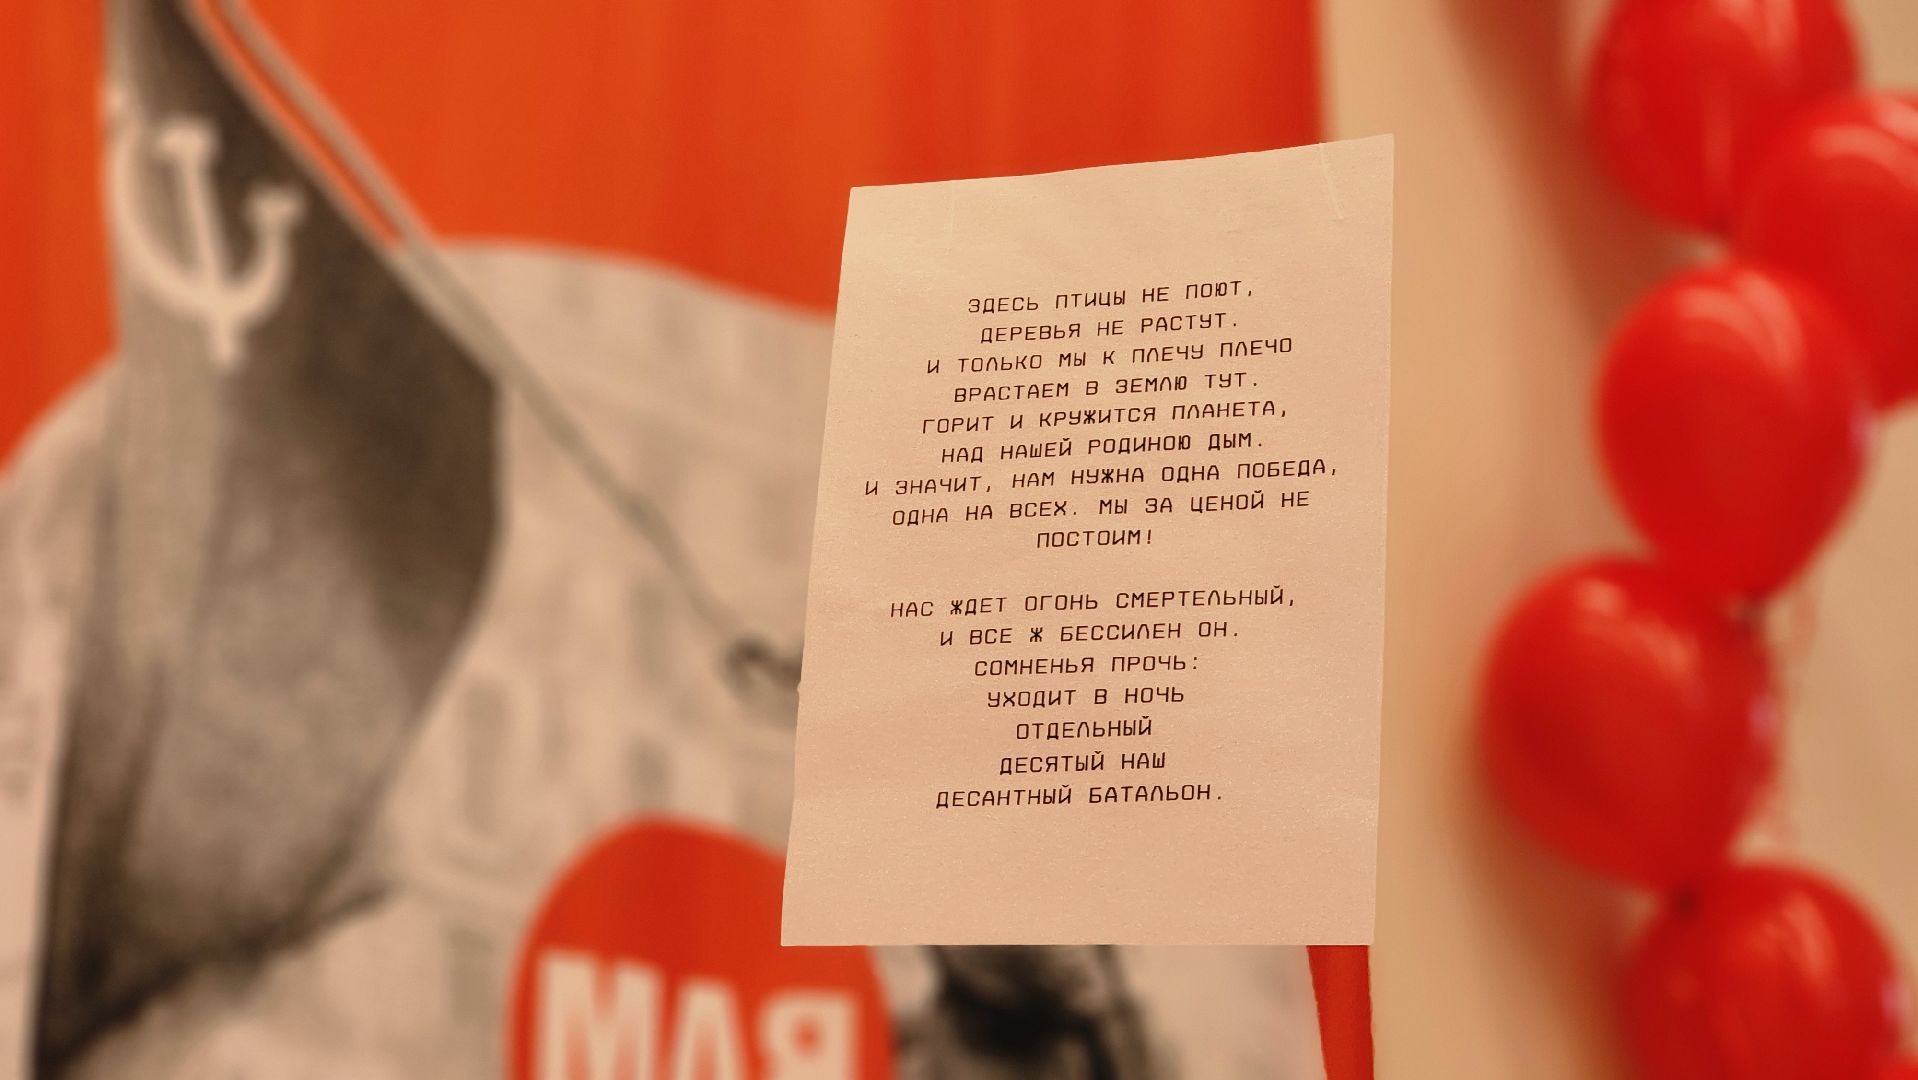 ЗДЕСЬ ПТИЦЫ НЕ ПОЮТ,
ДЕРЕВЬЯ НЕ РАСТУТ.
И ТОЛЬКО МЫ К ПЛЕЧУ ПЛЕЧО
ВРАСТАЕМ В ЗЕМЛЮ ТУТ.
ГОРИТ И КРУЖИТСЯ ПЛАНЕТА,
НАД НАШЕЙ РОДИНОЮ ДЫМ.
И ЗНАЧИТ, НАМ НУЖНА ОДНА ПОБЕДА,
ОДНА НА ВСЕХ. МЫ ЗА ЦЕНОЙ НЕ
ПОСТОИМ!
НАС ЖДЕТ ОГОНЬ СМЕРТЕЛЬНЫЙ,
И ВСЕ Ж БЕССИЛЕН ОН.
СОМНЕНЬЯ ПРОЧЬ:
УХОДИТ В НОЧЬ
ОТДЕЛЬНЫЙ
ДЕСЯТЫЙ НАШ
ДЕСАНТНЫЙ БАТАЛЬОН.
МАЯ